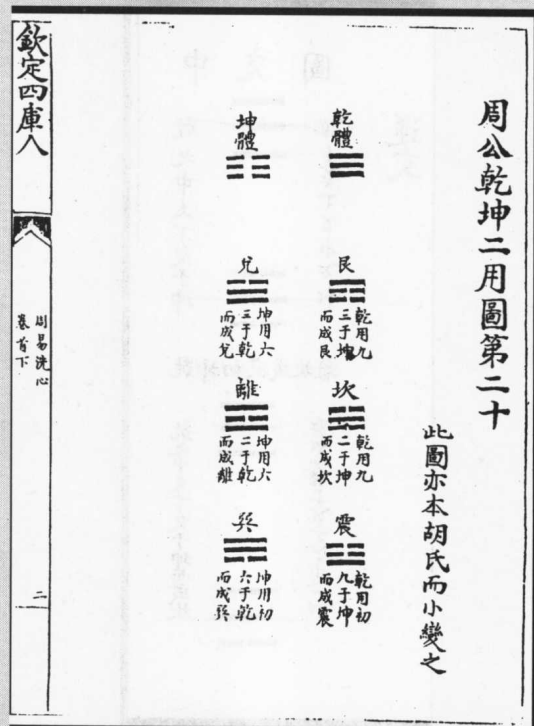 周公乾坤二用圖第二十
此圖亦本胡氏而小變之
乾體
艮
乾用九
三于坤
而成艮
坎
乾用九
二于坤
而成坎
震
乾用初
九于坤
而成震
坤體
兌
坤用六
三于乾
而成兌
離
坤用六
二于乾
而成離
巽
坤用初
六于乾
而成巽
欽定四庫
周易洗心
卷首下
二